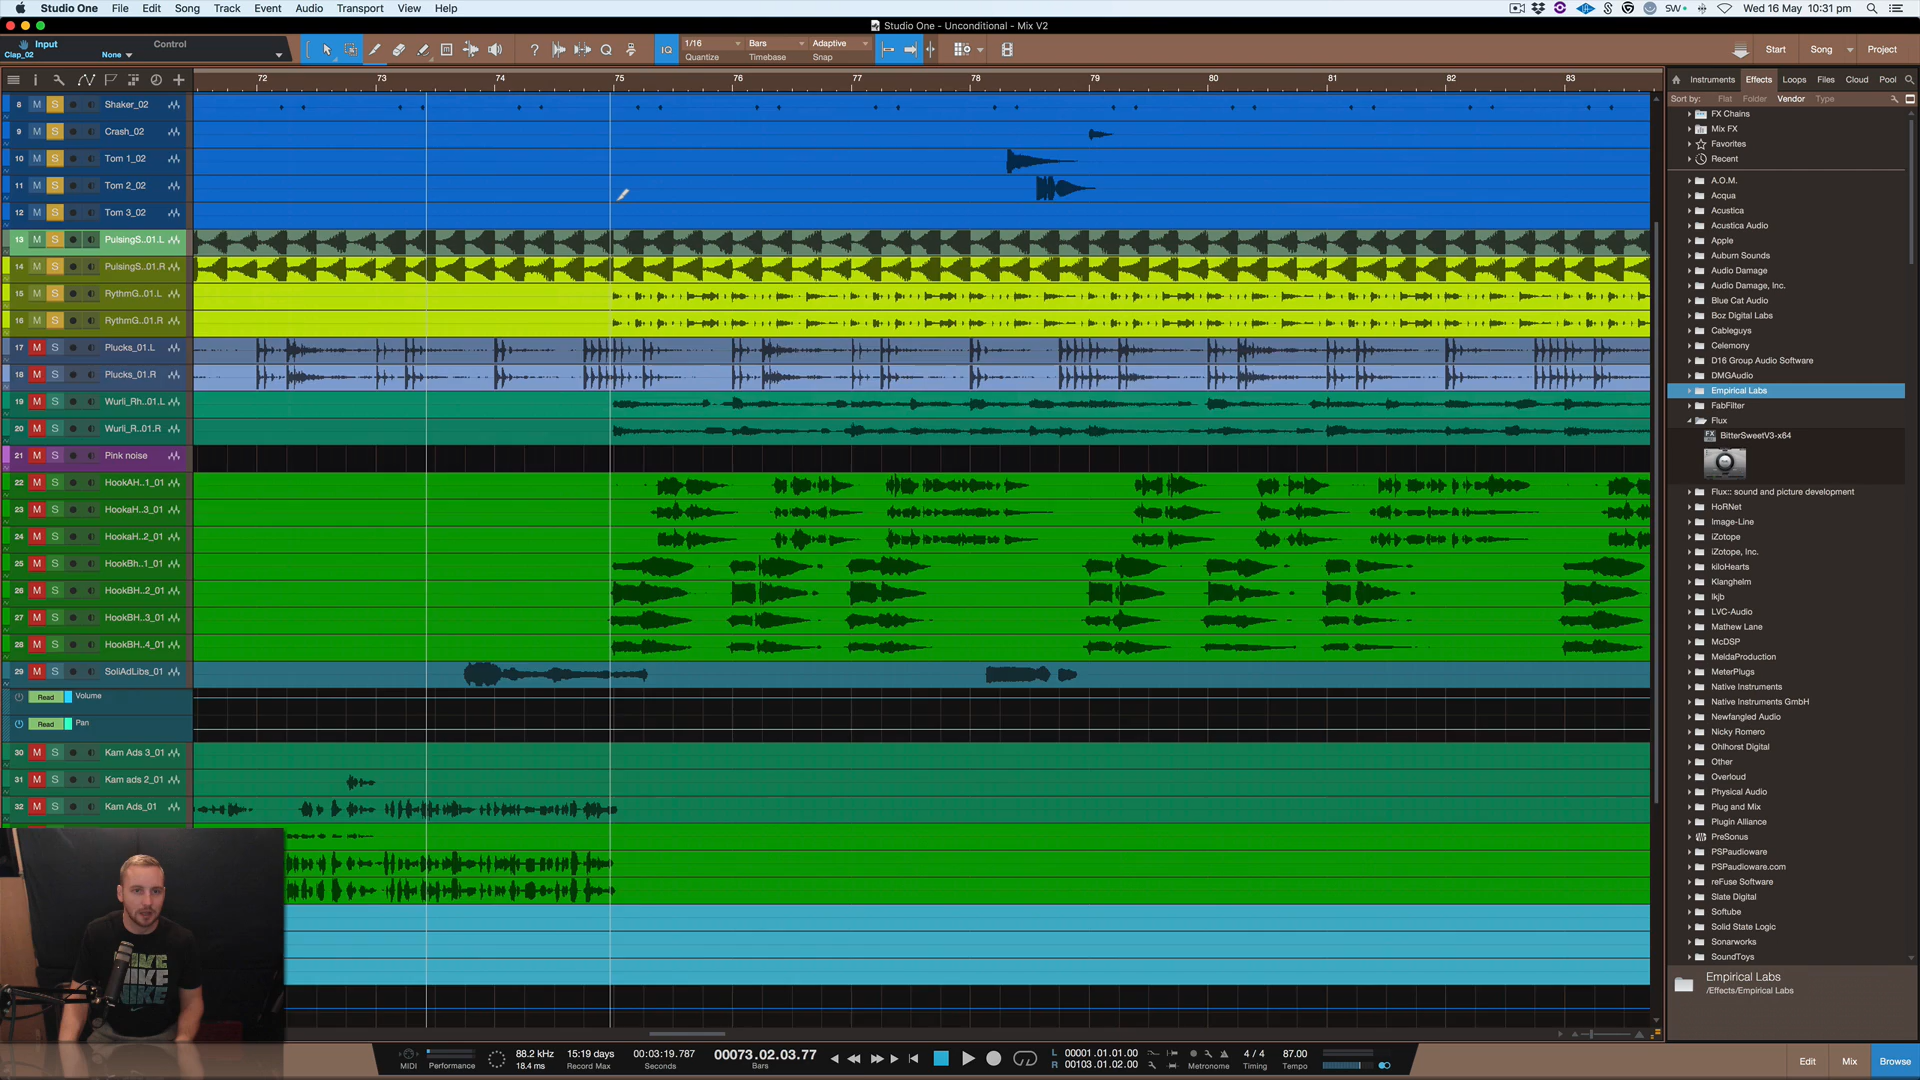 Studio One File Edit Song Track Event Audio Transport View Help
SW Wed 16 May 10:31 pm
Studio One - Unconditional - Mix V2
Input Control
Clap_02 None
? IQ 1/16 Bars Adaptive Start Song Project
Quantize Timebase Snap
72 73 74 75 76 77 78 79 80 81 82 83
Instruments Effects Loops Files Cloud Pool
Sort by: Flat Folder Vendor Type
8 M S Shaker_02
9 M S Crash_02
10 M S Tom 1_02
11 M S Tom 2_02
12 M S Tom 3_02
13 M S PulsingS..01.L
14 M S PulsingS..01.R
15 M S RythmG..01.L
16 M S RythmG..01.R
17 M S Plucks_01.L
18 M S Plucks_01.R
19 M S Wurli_Rh..01.L
20 M S Wurli_R..01.R
21 M S Pink noise
22 M S HookAH..1_01
23 M S HookaH..3_01
24 M S HookaH..2_01
25 M S HookBh..1_01
26 M S HookBH..2_01
27 M S HookBH..3_01
28 M S HookBH..4_01
29 M S SoliAdLibs_01
Read Volume
Read Pan
30 M S Kam Ads 3_01
31 M S Kam ads 2_01
32 M S Kam Ads_01
FX Chains
Mix FX
Favorites
Recent
A.O.M.
Acqua
Acustica
Acustica Audio
Apple
Auburn Sounds
Audio Damage
Audio Damage, Inc.
Blue Cat Audio
Boz Digital Labs
Cableguys
Celemony
D16 Group Audio Software
DMGAudio
Empirical Labs
FabFilter
Flux
FX BitterSweetV3-x64
Flux:: sound and picture development
HoRNet
Image-Line
iZotope
iZotope, Inc.
kiloHearts
Klanghelm
lkjb
LVC-Audio
Mathew Lane
McDSP
MeldaProduction
MeterPlugs
Native Instruments
Native Instruments GmbH
Newfangled Audio
Nicky Romero
Ohlhorst Digital
Other
Overloud
Physical Audio
Plug and Mix
Plugin Alliance
PreSonus
PSPaudioware
PSPaudioware.com
reFuse Software
Slate Digital
Softube
Solid State Logic
Sonarworks
SoundToys
Empirical Labs
/Effects/Empirical Labs
NIKE
NIKE
NIKE
MIDI Performance
88.2 kHz 15:19 days 00:03:19.787 00073.02.03.77 L 00001.01.01.00 4 / 4 87.00
18.4 ms Record Max Seconds Bars R 00103.01.02.00 Metronome Timing Tempo
Edit Mix Browse